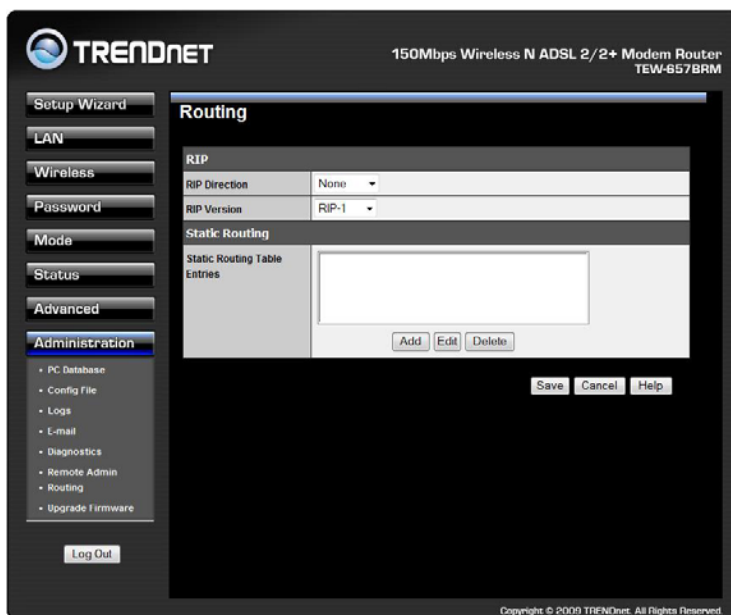 TRENDNET
150Mbps Wireless N ADSL 2/2+ Modem Router
TEW-657BRM
Setup Wizard
LAN
Wireless
Password
Mode
Status
Advanced
Administration
• PC Database
• Config File
• Logs
• E-mail
• Diagnostics
• Remote Admin
• Routing
• Upgrade Firmware
Log Out
Routing
RIP
RIP Direction None
RIP Version RIP-1
Static Routing
Static Routing Table
Entries
Add Edit Delete
Save Cancel Help
Copyright © 2009 TRENDnet. All Rights Reserved.